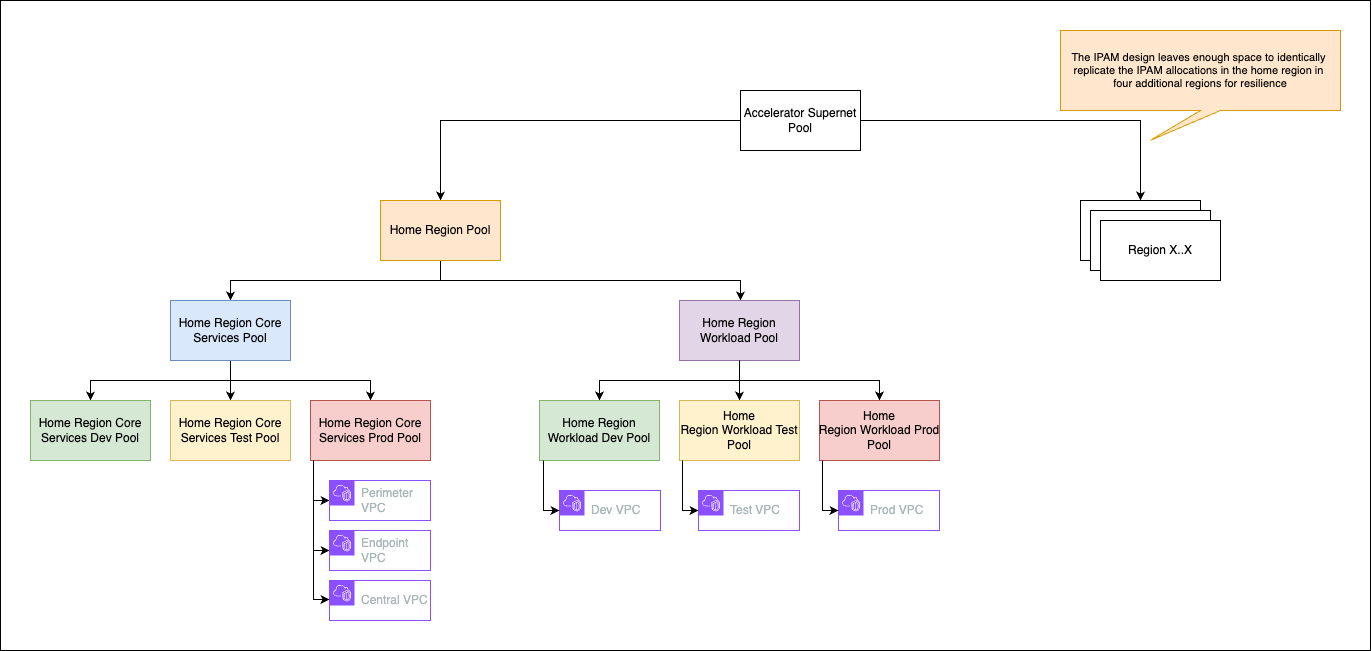 The IPAM design leaves enough space to identically
replicate the IPAM allocations in the home region in
four additional regions for resilience
Accelerator Supernet
Pool
Home Region Pool
Region X..X
Home Region Core
Services Pool
Home Region
Workload Pool
Home Region Core
Services Dev Pool
Home Region Core
Services Test Pool
Home Region Core
Services Prod Pool
Home Region
Workload Dev Pool
Home
Region Workload Test
Pool
Home
Region Workload Prod
Pool
Perimeter
VPC
Endpoint
VPC
Central VPC
Dev VPC
Test VPC
Prod VPC